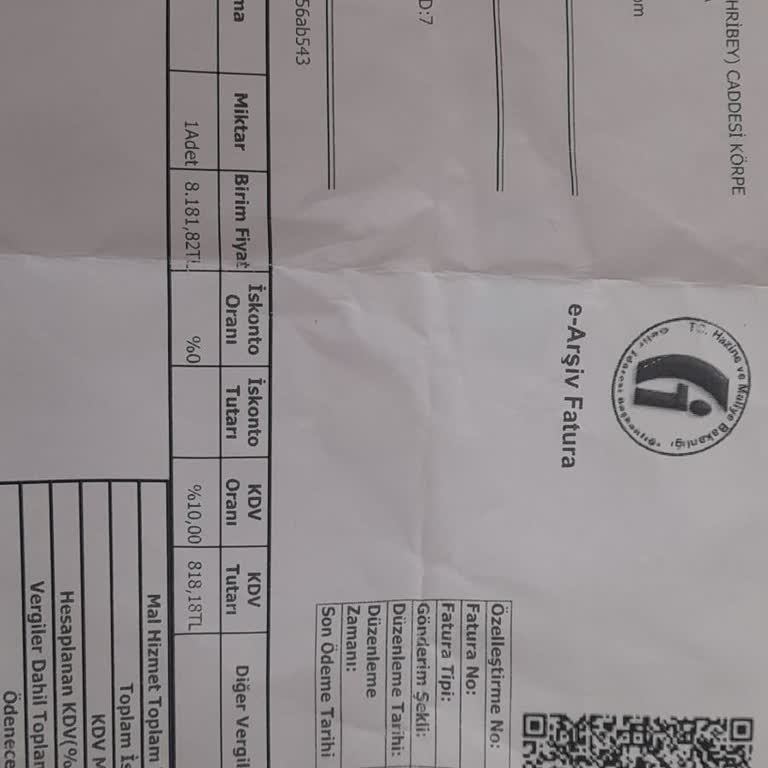 HRİBEY) CADDESİ KÖRPE
om
D:7
56ab543
T.C. Hazine ve Maliye Bakanlığı
Gelir İdaresi Başkanlığı
e-Arşiv Fatura
Özelleştirme No:
Fatura No:
Fatura Tipi:
Gönderim Şekli:
Düzenleme Tarihi:
Düzenleme
Zamanı:
Son Ödeme Tarihi
ma Miktar Birim Fiyat İskonto Oranı İskonto Tutarı KDV Oranı KDV Tutarı Diğer Vergil
1Adet 8.181,82TL %0 %10,00 818,18TL
Mal Hizmet Toplam
Toplam İs
KDV M
Hesaplanan KDV(%
Vergiler Dahil Toplam
Ödenece